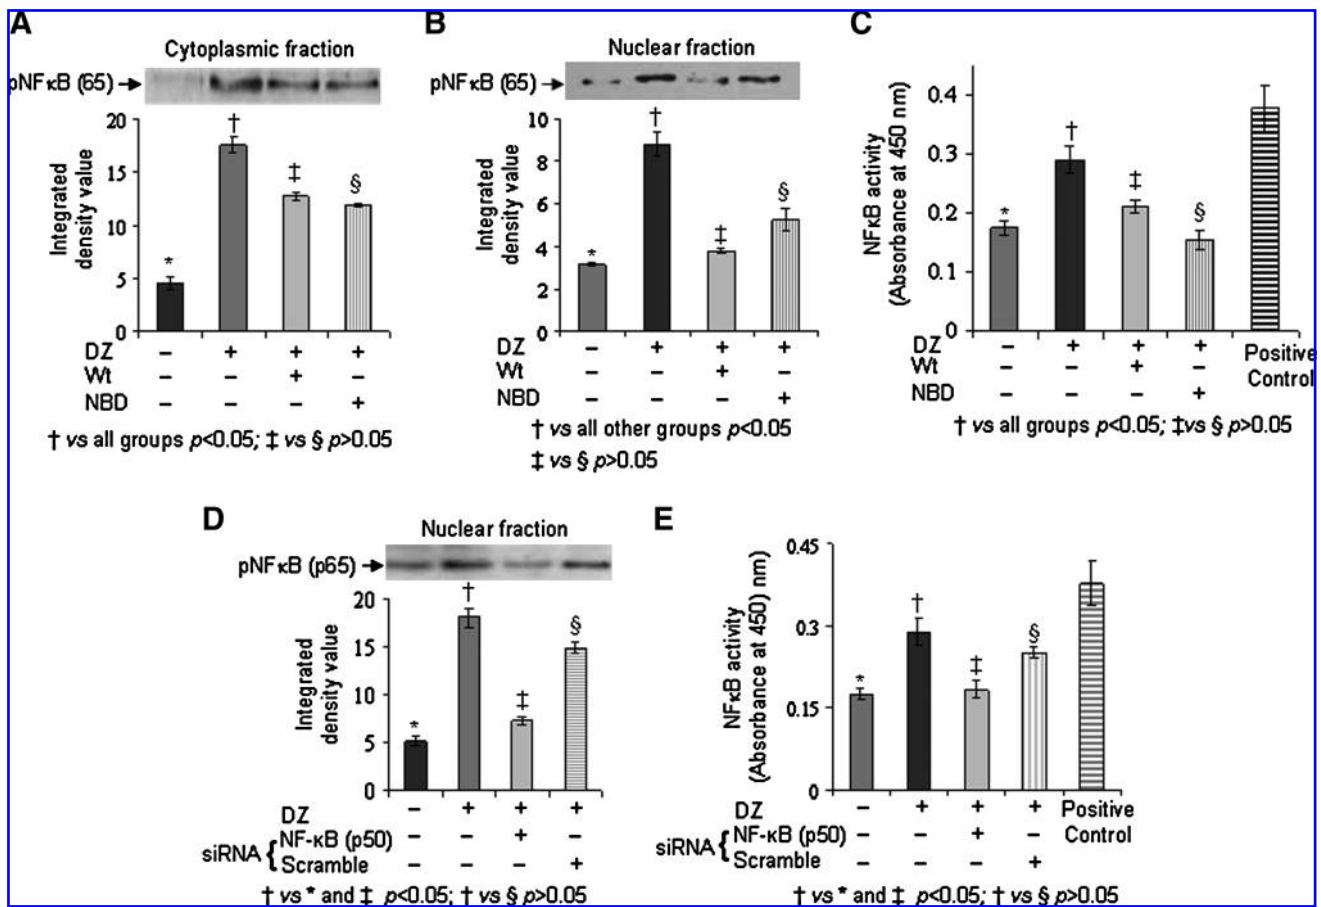 A
Cytoplasmic fraction
pNFκB (65)
20
15
10
5
0
Integrated
density value
*
†
‡
§
DZ – + + +
Wt – – + –
NBD – – – +
† vs all groups p<0.05; ‡ vs § p>0.05
B
Nuclear fraction
pNFκB (65)
10
8
6
4
2
0
Integrated
density value
*
†
‡
§
DZ – + + +
Wt – – + –
NBD – – – +
† vs all other groups p<0.05
‡ vs § p>0.05
C
0.4
0.3
0.2
0.1
0
NFκB activity
(Absorbance at 450 nm)
*
†
‡
§
DZ – + + + Positive
Wt – – + – Control
NBD – – – +
† vs all groups p<0.05; ‡vs § p>0.05
D
Nuclear fraction
pNFκB (p65)
20
15
10
5
0
Integrated
density value
*
†
‡
§
DZ – + + +
siRNA { NF-κB (p50) – – + –
Scramble – – – +
† vs * and ‡ p<0.05; † vs § p>0.05
E
0.45
0.3
0.15
0
NFκB activity
(Absorbance at 450) nm)
*
†
‡
§
DZ – + + + Positive
siRNA { NF-κB (p50) – – + – Control
Scramble – – – +
† vs * and ‡ p<0.05; † vs § p>0.05